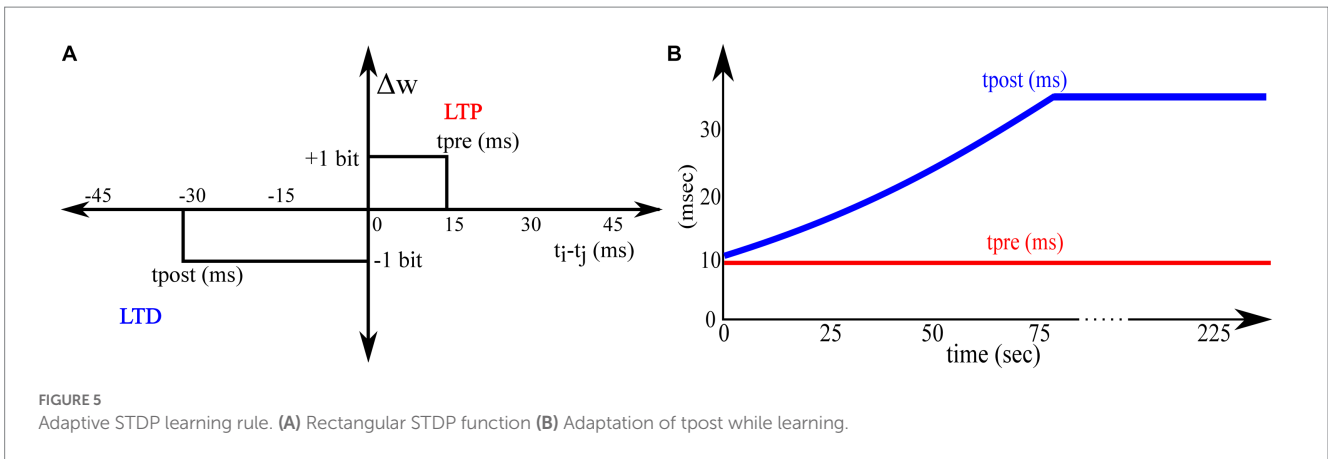 A
Δw
LTP
tpre (ms)
+1 bit
-45 -30 -15
0 15 30 45
ti-tj (ms)
-1 bit
tpost (ms)
LTD
B
tpost (ms)
30
20
(msec)
tpre (ms)
10
0
0 25 50 75 ..... 225
time (sec)
FIGURE 5
Adaptive STDP learning rule. (A) Rectangular STDP function (B) Adaptation of tpost while learning.